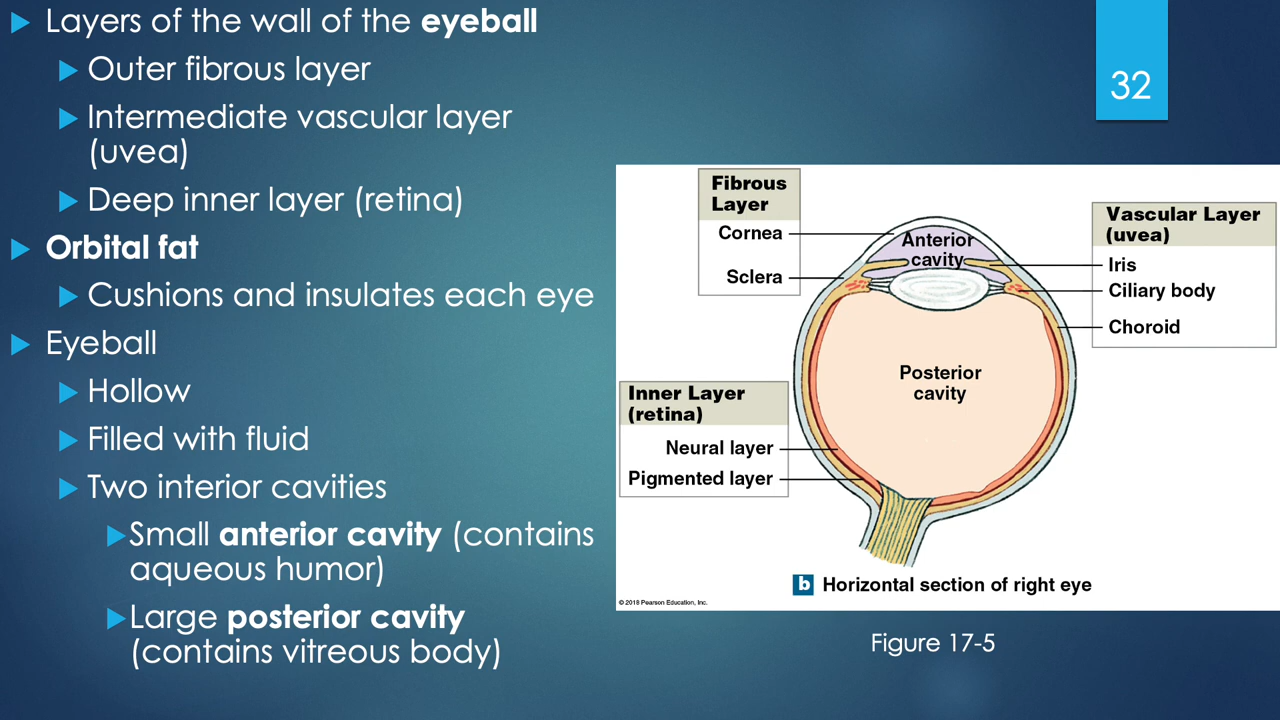 Layers of the wall of the eyeball
Outer fibrous layer
Intermediate vascular layer
(uvea)
Deep inner layer (retina)
Orbital fat
Cushions and insulates each eye
Eyeball
Hollow
Filled with fluid
Two interior cavities
Small anterior cavity (contains
aqueous humor)
Large posterior cavity
(contains vitreous body)
32
Fibrous
Layer
Cornea
Sclera
Anterior
cavity
Vascular Layer
(uvea)
Iris
Ciliary body
Choroid
Posterior
cavity
Inner Layer
(retina)
Neural layer
Pigmented layer
b Horizontal section of right eye
© 2018 Pearson Education, Inc.
Figure 17-5